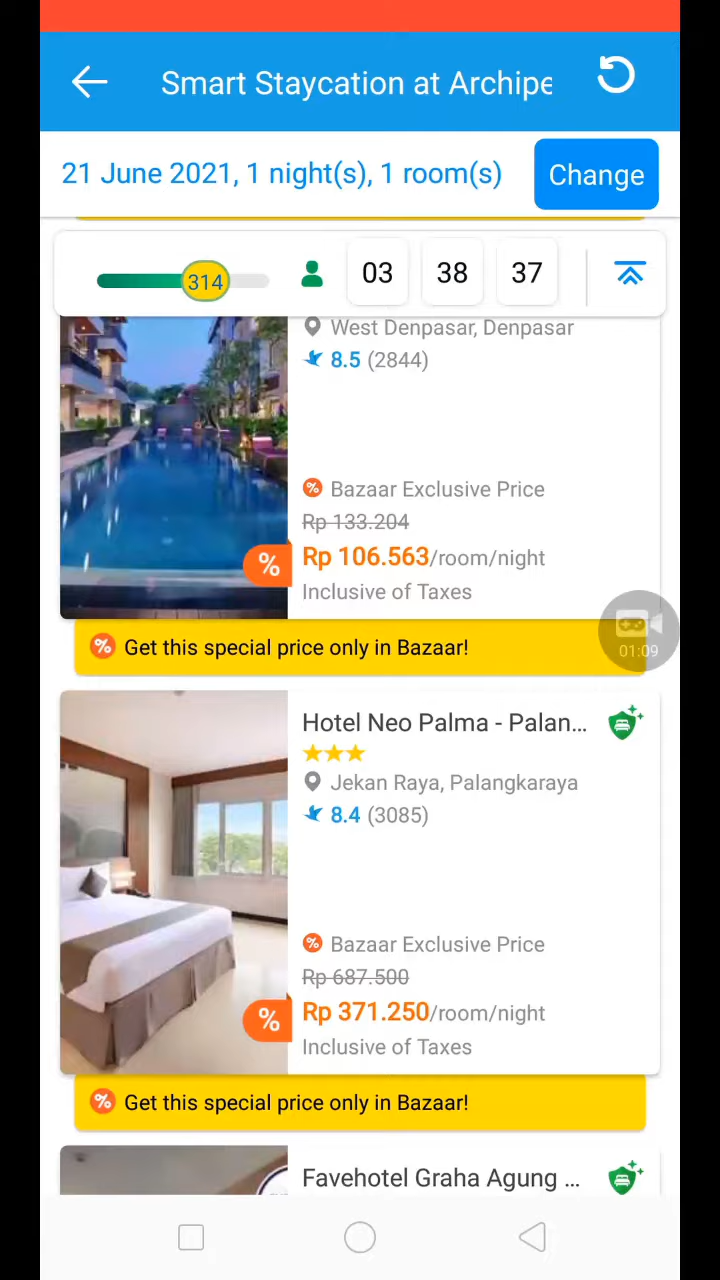 Smart Staycation at Archipe
21 June 2021, 1 night(s), 1 room(s)
Change
314
03
38
37
West Denpasar, Denpasar
8.5 (2844)
% Bazaar Exclusive Price
Rp 133.204
% Rp 106.563/room/night
Inclusive of Taxes
% Get this special price only in Bazaar!
01:09
Hotel Neo Palma - Palan...
Jekan Raya, Palangkaraya
8.4 (3085)
% Bazaar Exclusive Price
Rp 687.500
% Rp 371.250/room/night
Inclusive of Taxes
% Get this special price only in Bazaar!
Favehotel Graha Agung ...